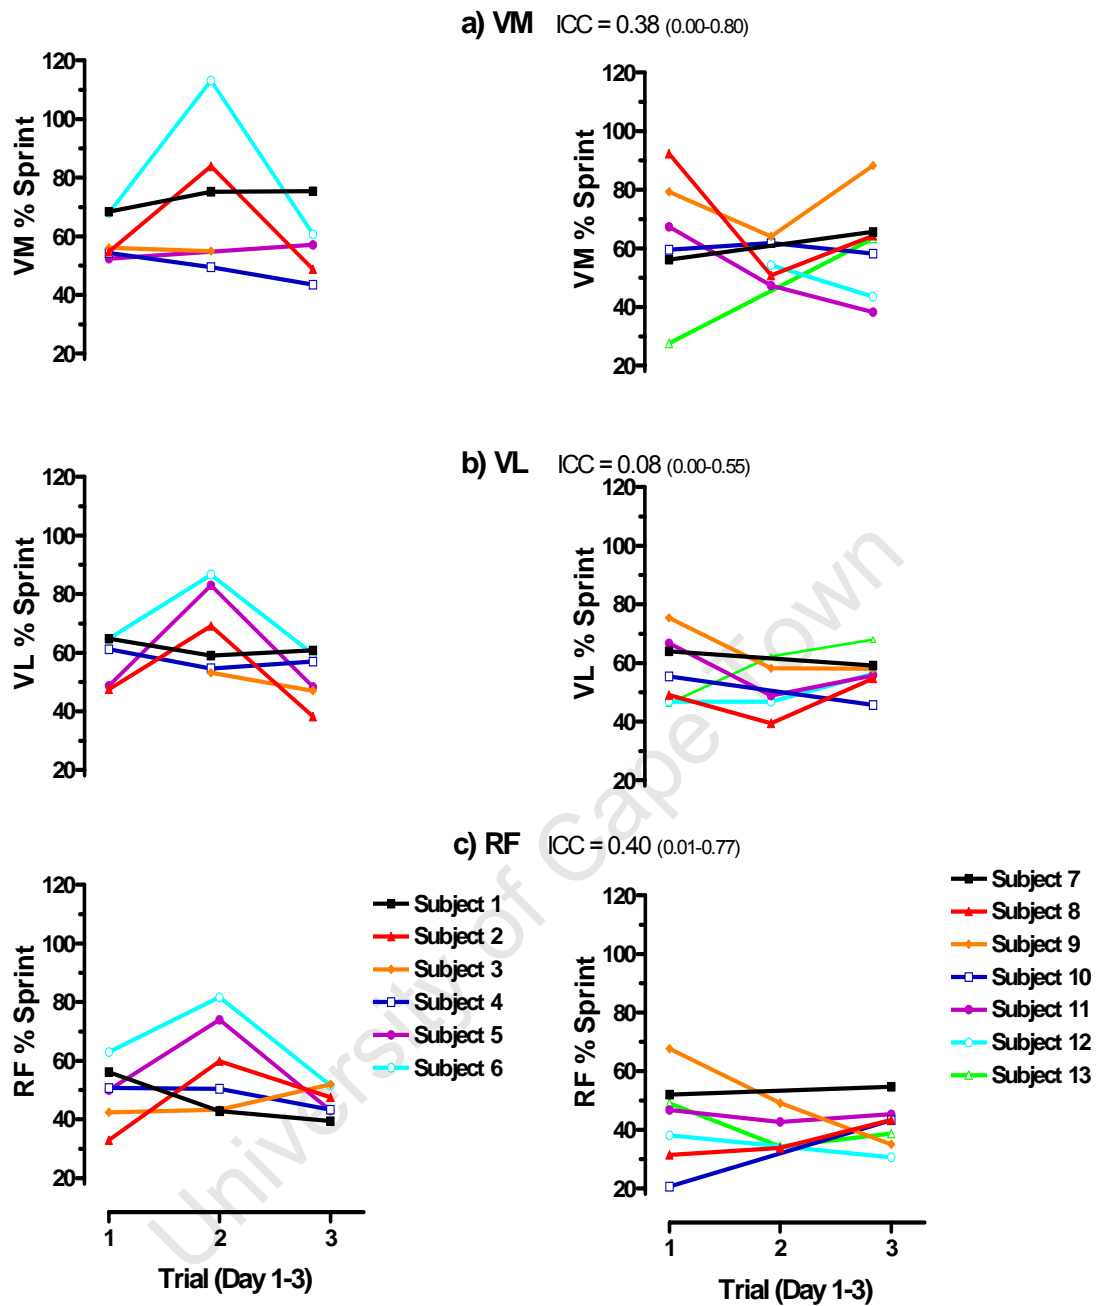 a) VM ICC = 0.38 (0.00-0.80)
120
100
80
60
40
20
VM % Sprint
120
100
80
60
40
20
VM % Sprint
b) VL ICC = 0.08 (0.00-0.55)
120
100
80
60
40
20
VL % Sprint
120
100
80
60
40
20
VL % Sprint
c) RF ICC = 0.40 (0.01-0.77)
120
100
80
60
40
20
RF % Sprint
Subject 1
Subject 2
Subject 3
Subject 4
Subject 5
Subject 6
1 2 3
Trial (Day 1-3)
120
100
80
60
40
20
RF % Sprint
Subject 7
Subject 8
Subject 9
Subject 10
Subject 11
Subject 12
Subject 13
1 2 3
Trial (Day 1-3)
University of Cape Town